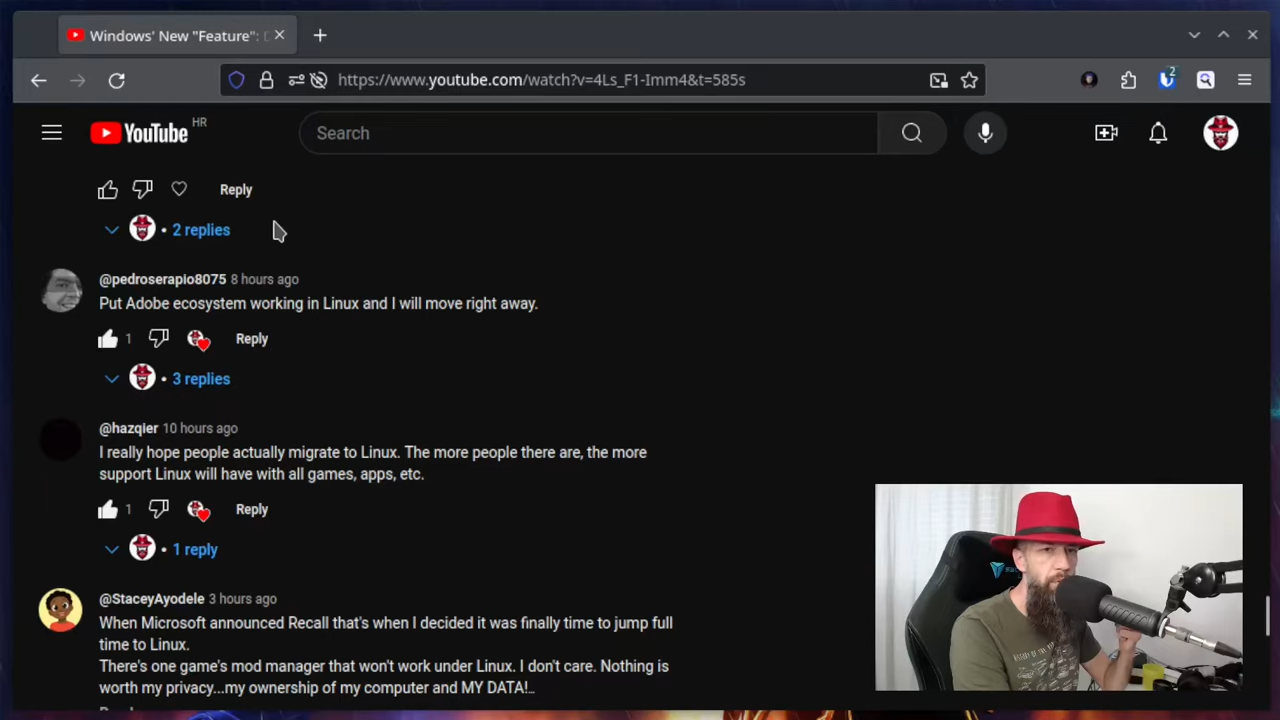 Windows' New "Feature":
https://www.youtube.com/watch?v=4Ls_F1-Imm4&t=585s
2
YouTube HR
Search
Reply
• 2 replies
@pedroserapio8075 8 hours ago
Put Adobe ecosystem working in Linux and I will move right away.
1 Reply
• 3 replies
@hazqier 10 hours ago
I really hope people actually migrate to Linux. The more people there are, the more
support Linux will have with all games, apps, etc.
1 Reply
• 1 reply
@StaceyAyodele 3 hours ago
When Microsoft announced Recall that's when I decided it was finally time to jump full
time to Linux.
There's one game's mod manager that won't work under Linux. I don't care. Nothing is
worth my privacy...my ownership of my computer and MY DATA!...